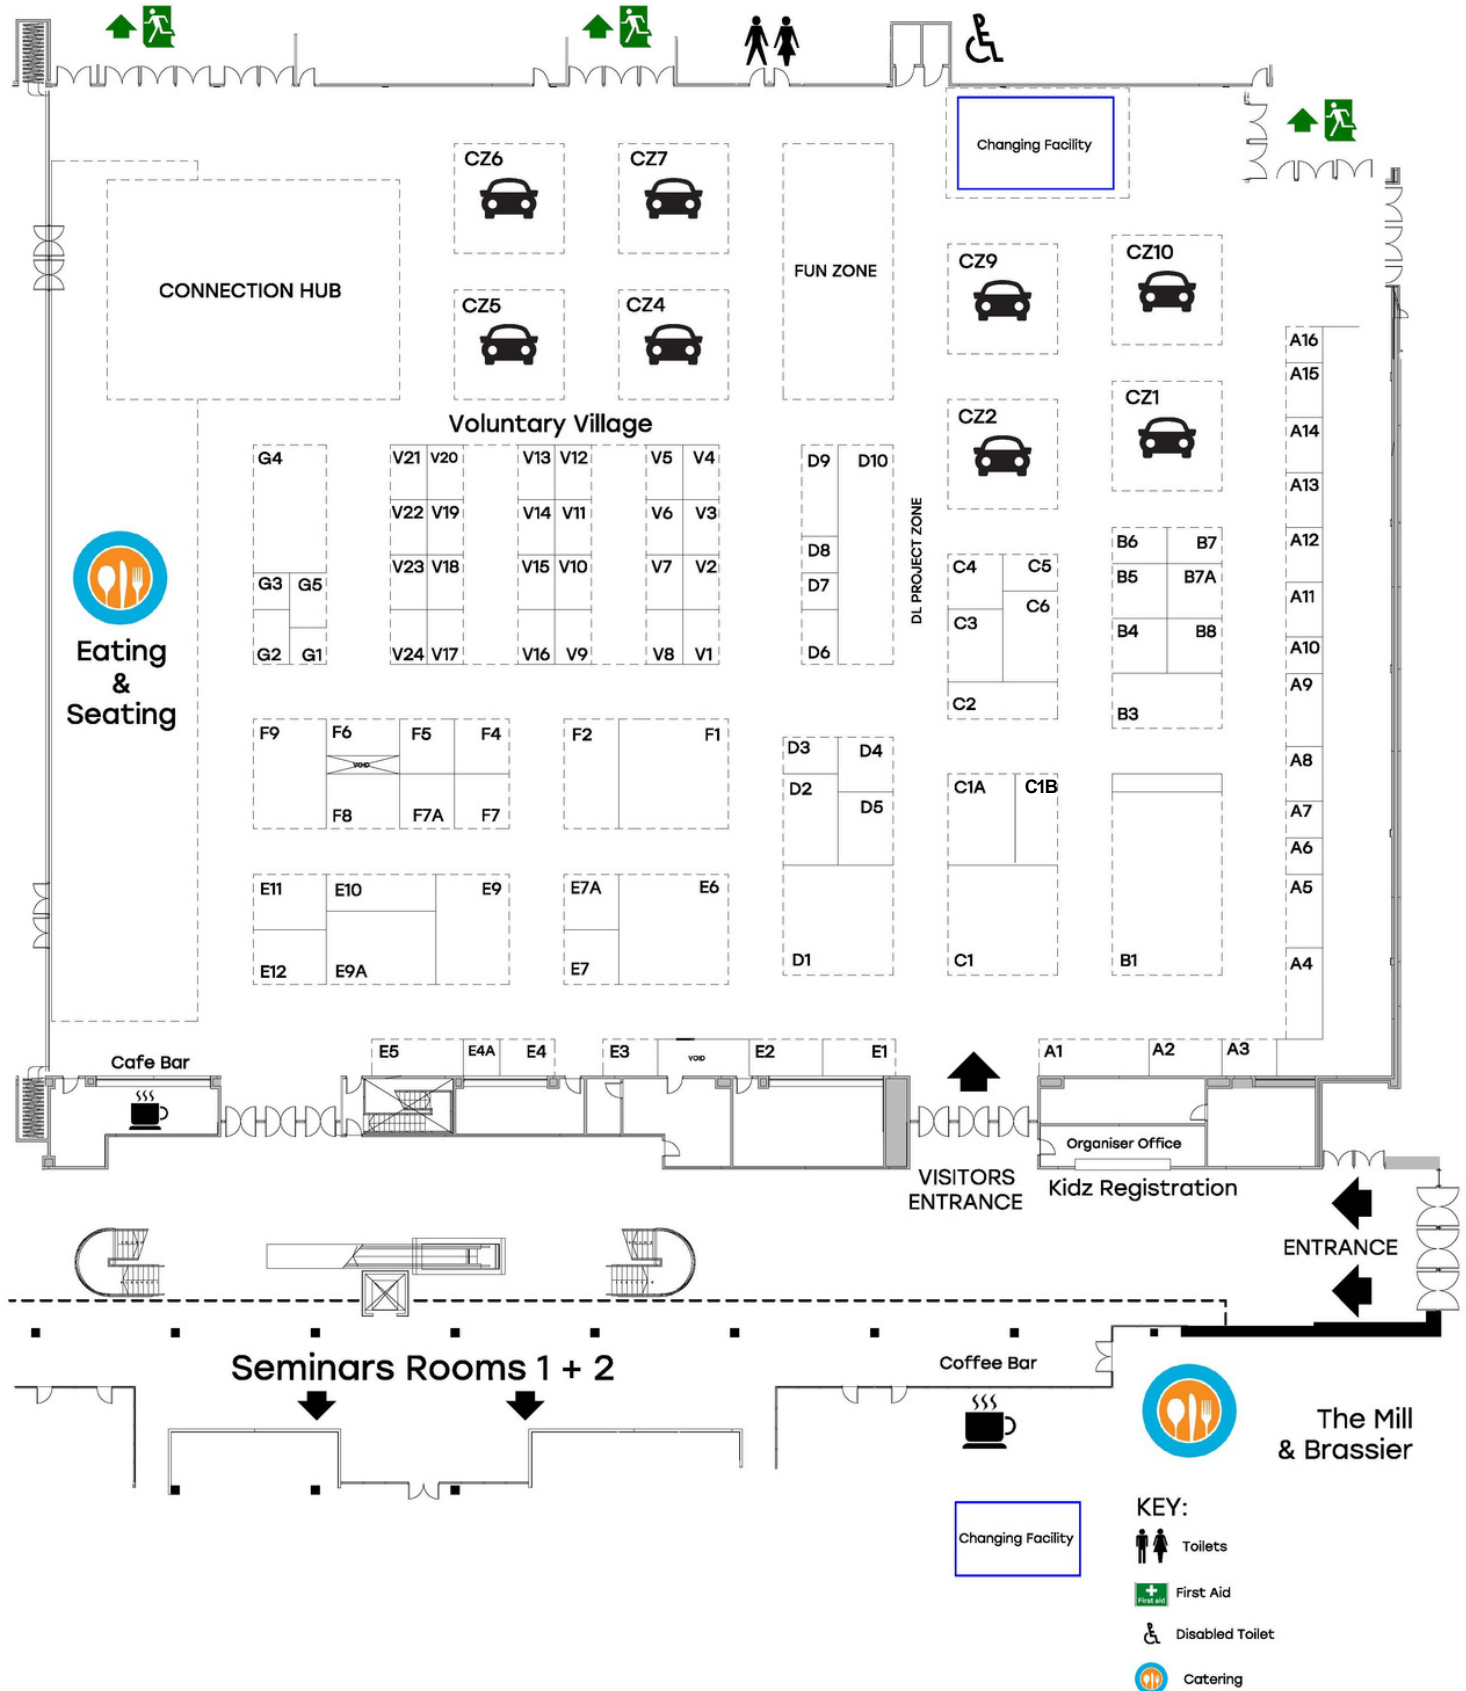 Changing Facility
CZ6
CZ7
CZ9
CZ10
CONNECTION HUB
FUN ZONE
CZ5
CZ4
CZ2
CZ1
A16
A15
A14
A13
A12
A11
A10
A9
A8
A7
A6
A5
A4
Voluntary Village
G4
G3 G5
G2 G1
V21 V20
V22 V19
V23 V18
V24 V17
V13 V12
V14 V11
V15 V10
V16 V9
V5 V4
V6 V3
V7 V2
V8 V1
D9 D10
D8
D7
D6
DL PROJECT ZONE
C4 C5
C6
C3
C2
B6 B7
B5 B7A
B4 B8
B3
Eating
&
Seating
F9 F6 F5 F4
VOID
F8 F7A F7
F2 F1
D3 D4
D2 D5
D1
C1A C1B
C1
B1
E11 E10 E9
E12 E9A
E7A E6
E7
Cafe Bar
E5 E4A E4
E3 VOID E2 E1
A1 A2 A3
Organiser Office
VISITORS
ENTRANCE
Kidz Registration
ENTRANCE
Seminars Rooms 1 + 2
Coffee Bar
The Mill
& Brassier
Changing Facility
KEY:
Toilets
First aid
First Aid
Disabled Toilet
Catering